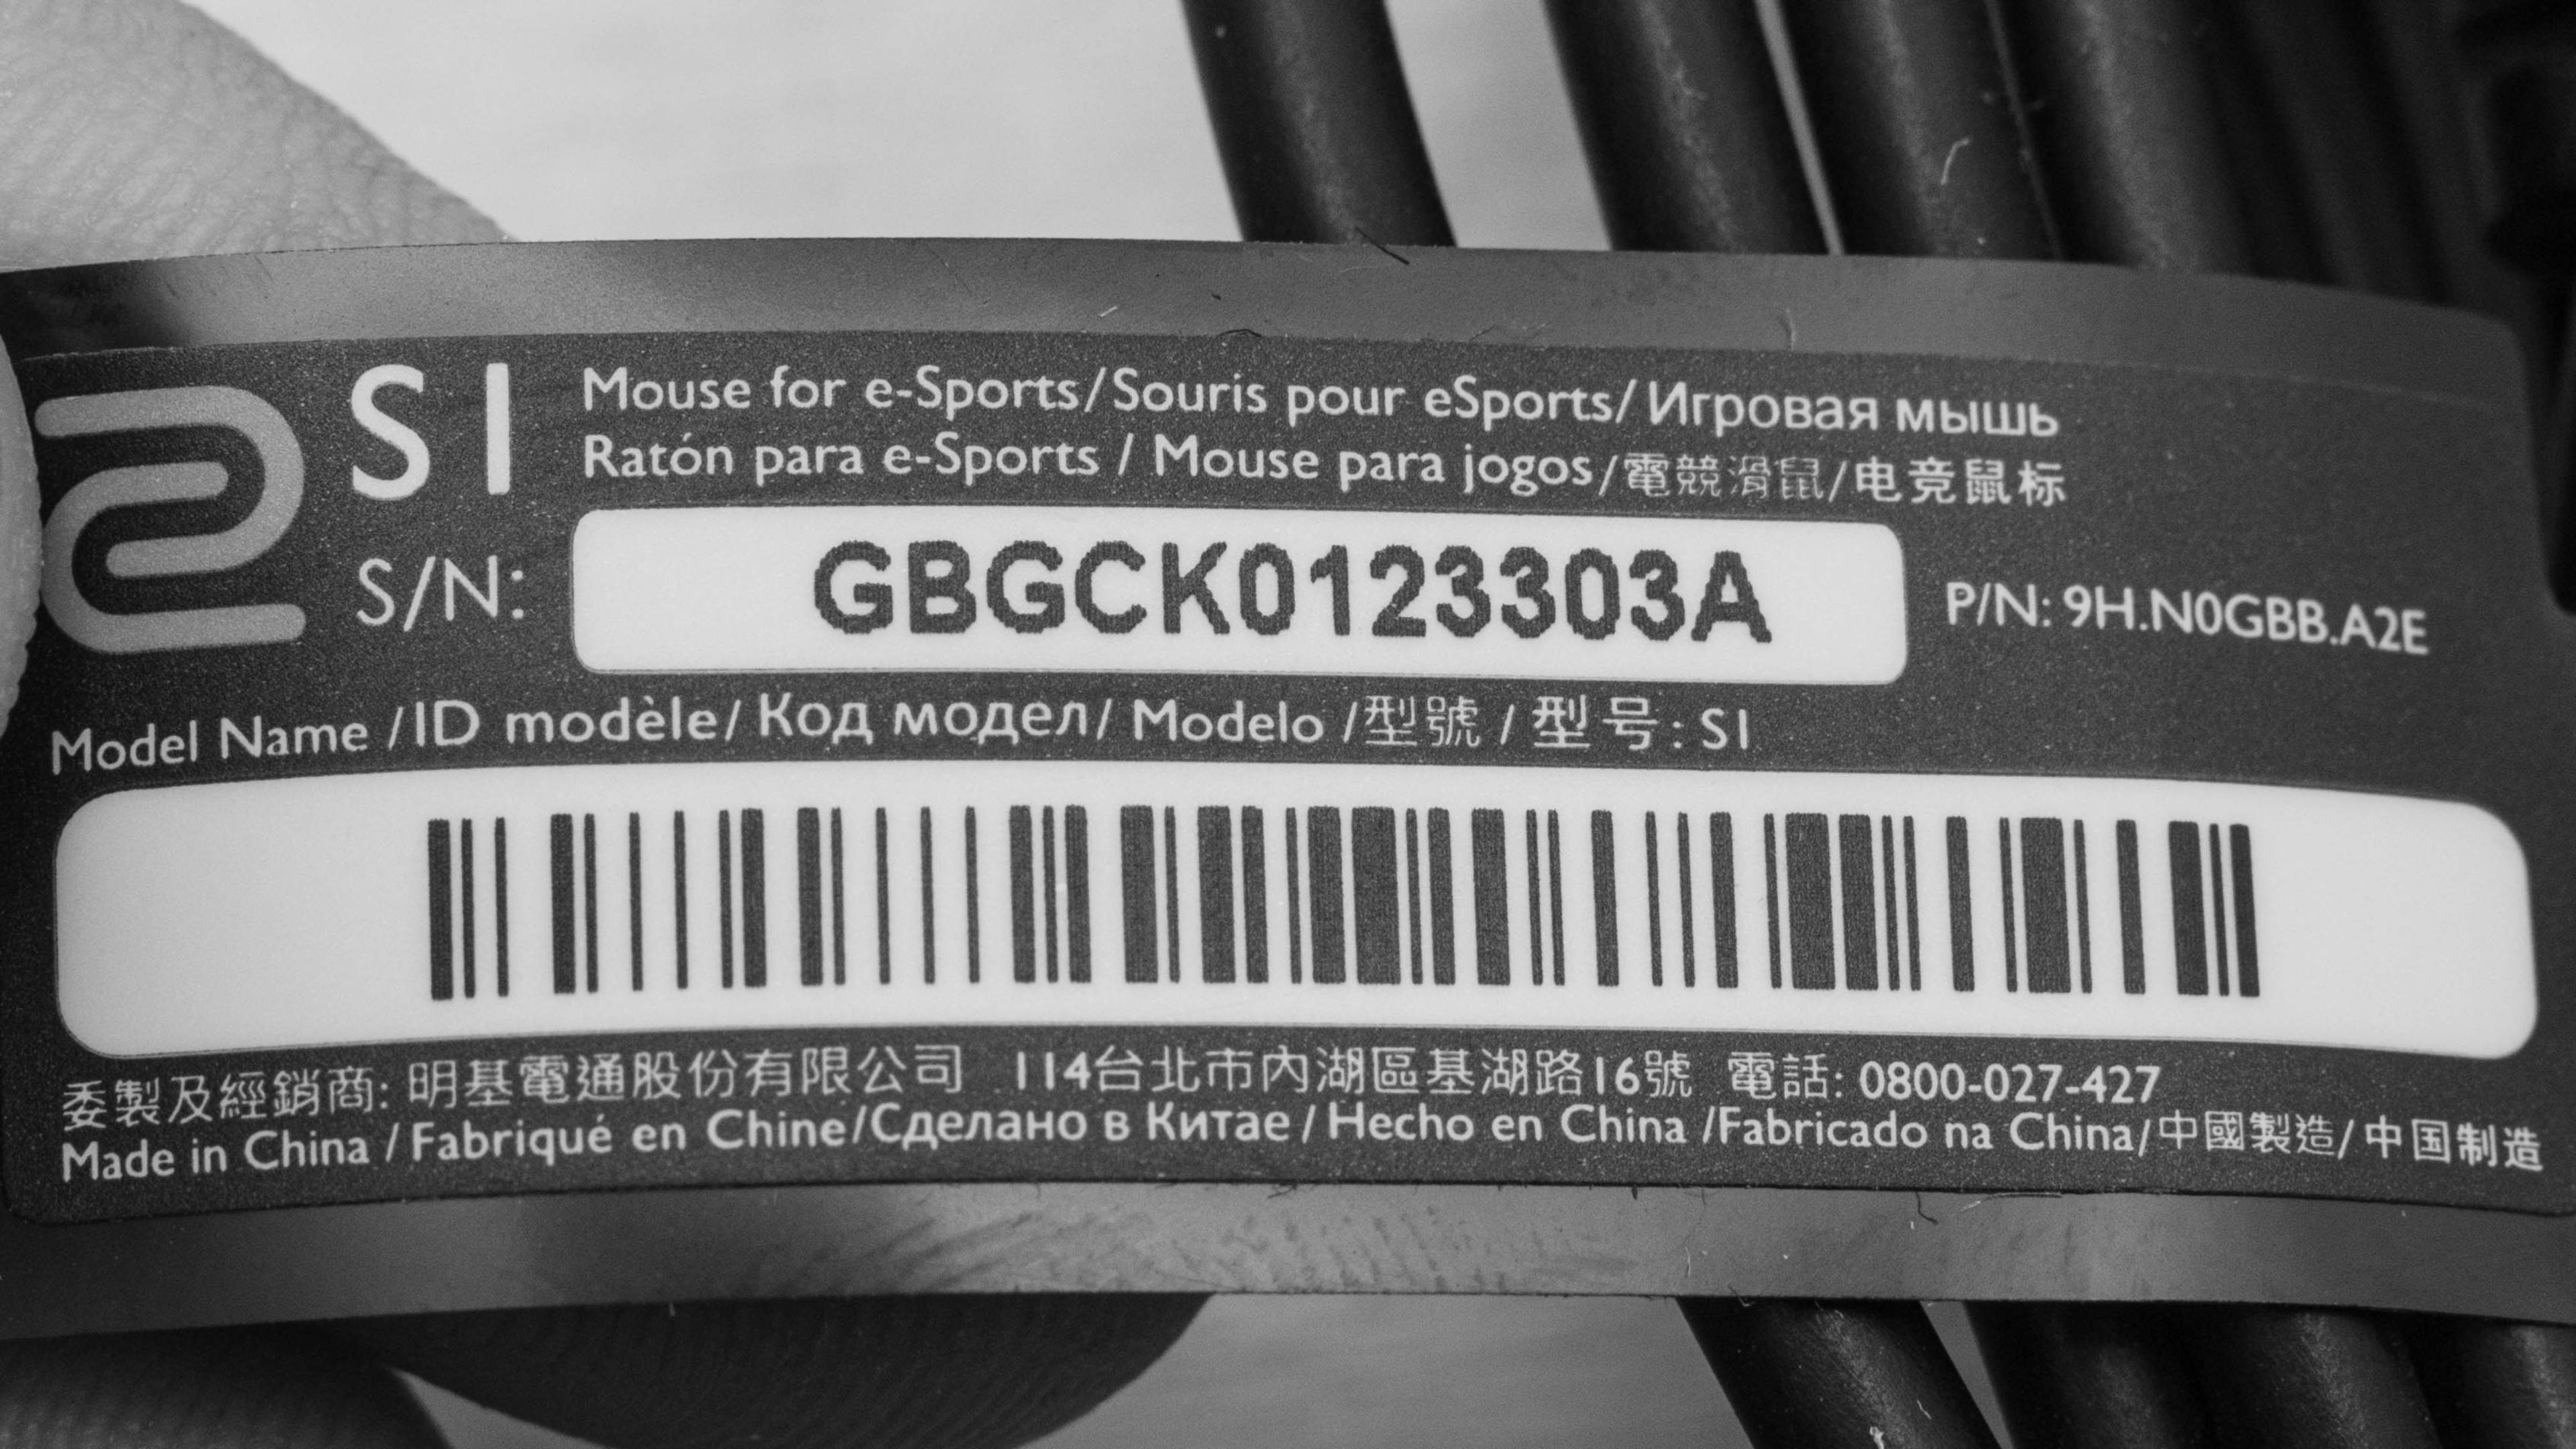 S1
Mouse for e-Sports/Souris pour eSports/Игровая мышь
Ratón para e-Sports / Mouse para jogos/電競滑鼠/电竞鼠标
S/N: GBGCK0123303A P/N: 9H.N0GBB.A2E
Model Name /ID modèle/ Код модел/ Modelo /型號 / 型号: S1
委製及經銷商: 明基電通股份有限公司 114台北市內湖區基湖路16號 電話: 0800-027-427
Made in China / Fabriqué en Chine/Сделано в Китае / Hecho en China /Fabricado na China/中國製造/ 中国制造